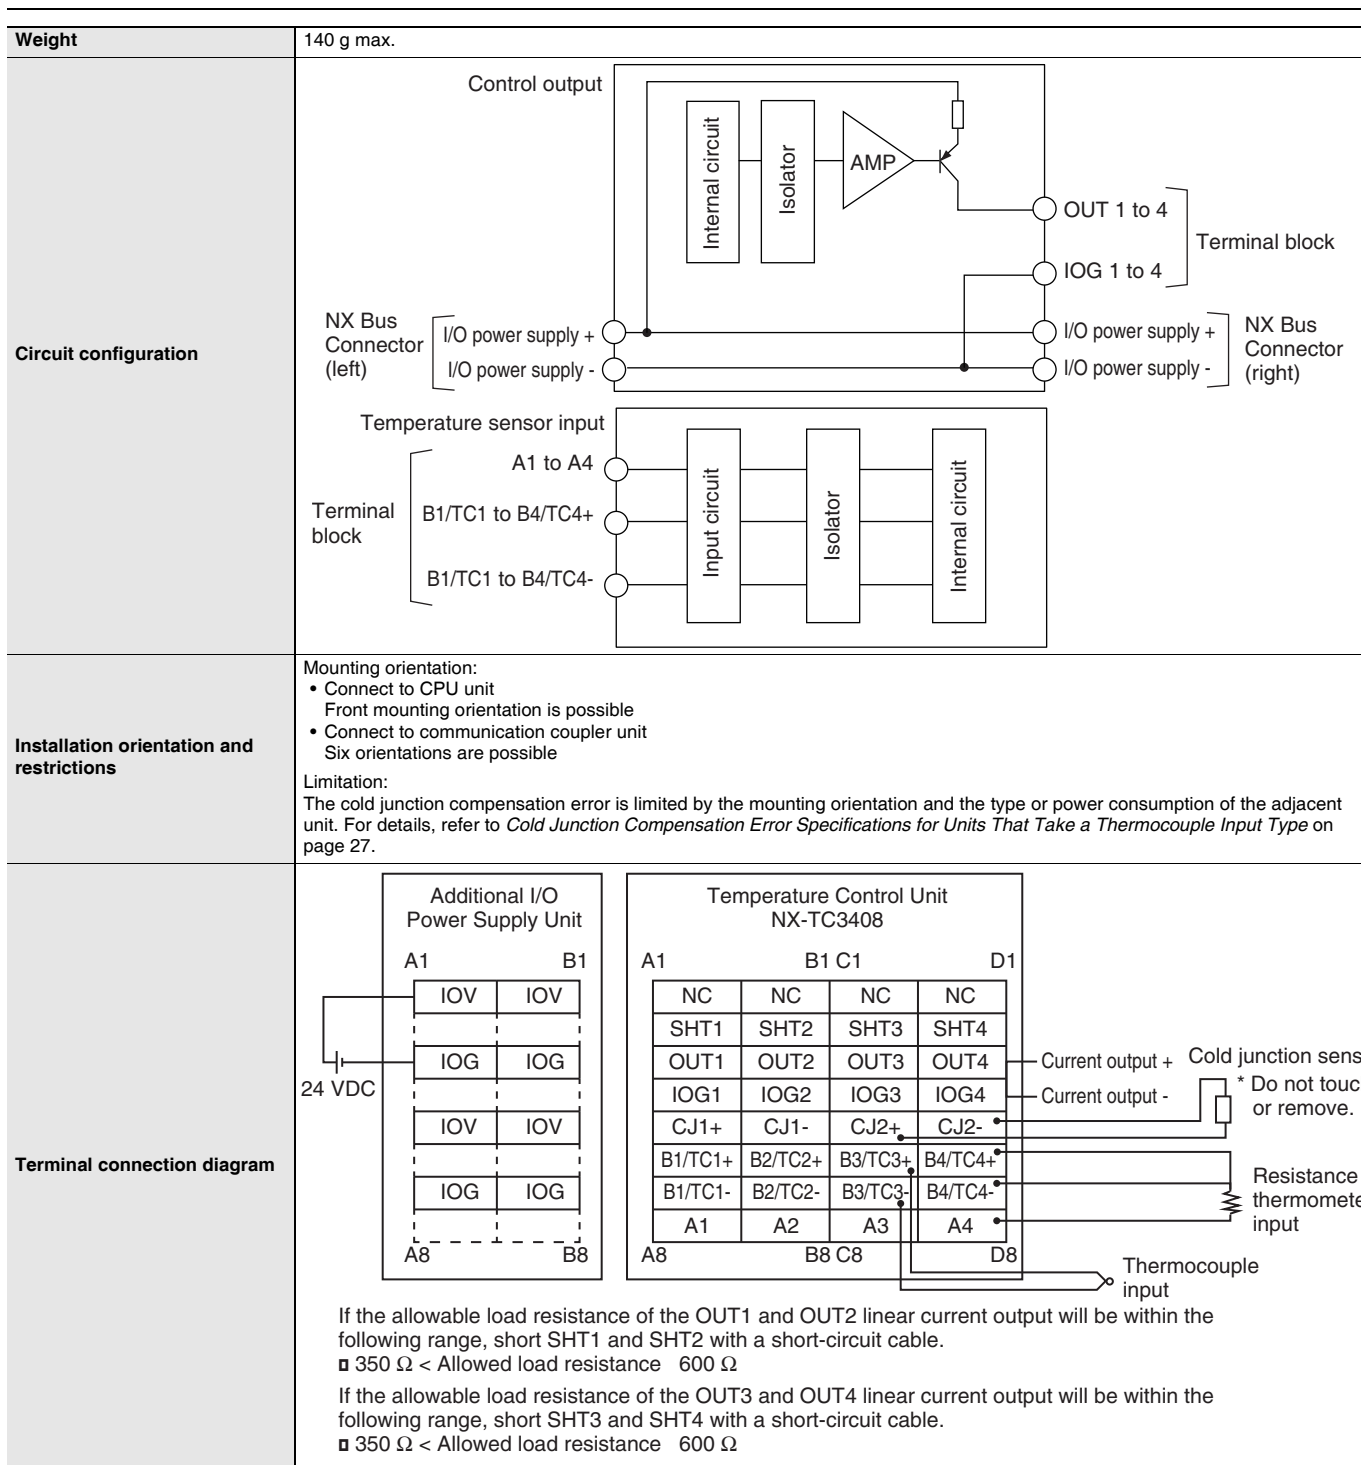 Weight
140 g max.
Circuit configuration
Control output
Internal circuit
Isolator
AMP
OUT 1 to 4
IOG 1 to 4
Terminal block
NX Bus
Connector
(left)
I/O power supply +
I/O power supply -
I/O power supply +
I/O power supply -
NX Bus
Connector
(right)
Temperature sensor input
Terminal
block
A1 to A4
B1/TC1 to B4/TC4+
B1/TC1 to B4/TC4-
Input circuit
Isolator
Internal circuit
Installation orientation and
restrictions
Mounting orientation:
• Connect to CPU unit
Front mounting orientation is possible
• Connect to communication coupler unit
Six orientations are possible
Limitation:
The cold junction compensation error is limited by the mounting orientation and the type or power consumption of the adjacent
unit. For details, refer to Cold Junction Compensation Error Specifications for Units That Take a Thermocouple Input Type on
page 27.
Terminal connection diagram
Additional I/O
Power Supply Unit
A1 B1
IOV IOV
IOG IOG
24 VDC
IOV IOV
IOG IOG
A8 B8
Temperature Control Unit
NX-TC3408
A1 B1 C1 D1
NC NC NC NC
SHT1 SHT2 SHT3 SHT4
OUT1 OUT2 OUT3 OUT4
IOG1 IOG2 IOG3 IOG4
CJ1+ CJ1- CJ2+ CJ2-
B1/TC1+ B2/TC2+ B3/TC3+ B4/TC4+
B1/TC1- B2/TC2- B3/TC3- B4/TC4-
A1 A2 A3 A4
A8 B8 C8 D8
Current output +
Current output -
Cold junction sens
* Do not touc
or remove.
Resistance
thermomete
input
Thermocouple
input
If the allowable load resistance of the OUT1 and OUT2 linear current output will be within the
following range, short SHT1 and SHT2 with a short-circuit cable.
350 Ω < Allowed load resistance 600 Ω
If the allowable load resistance of the OUT3 and OUT4 linear current output will be within the
following range, short SHT3 and SHT4 with a short-circuit cable.
350 Ω < Allowed load resistance 600 Ω